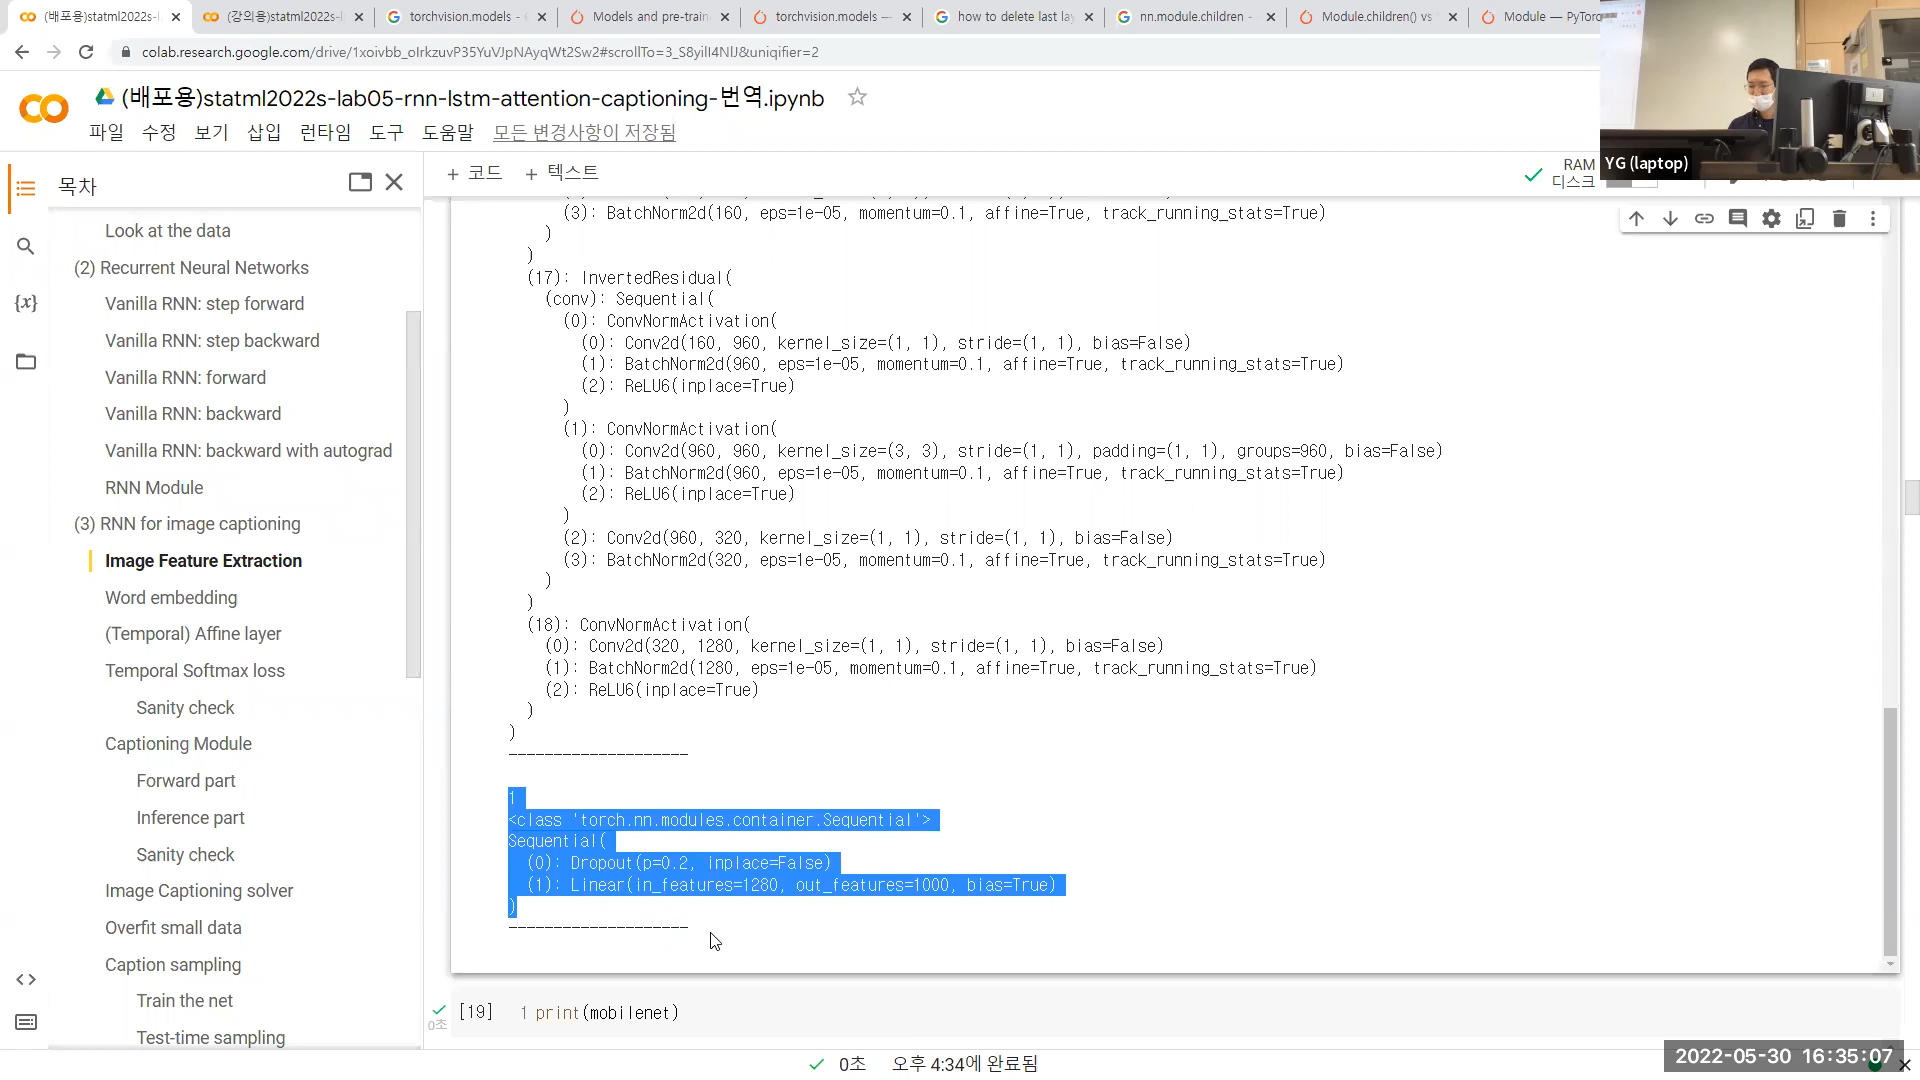 (배포용)statml2022s-l
(강의용)statml2022s-l
torchvision.models -
Models and pre-train
torchvision.models —
how to delete last lay
nn.module.children -
Module.children() vs
Module — PyTorc
colab.research.google.com/drive/1xoivbb_oIrkzuvP35YuVJpNAyqWt2Sw2#scrollTo=3_S8yilI4NlJ&uniqifier=2
(배포용)statml2022s-lab05-rnn-lstm-attention-captioning-번역.ipynb
파일 수정 보기 삽입 런타임 도구 도움말 모든 변경사항이 저장됨
YG (laptop)
목차
+ 코드 + 텍스트
RAM
디스크
Look at the data
(2) Recurrent Neural Networks
Vanilla RNN: step forward
Vanilla RNN: step backward
Vanilla RNN: forward
Vanilla RNN: backward
Vanilla RNN: backward with autograd
RNN Module
(3) RNN for image captioning
Image Feature Extraction
Word embedding
(Temporal) Affine layer
Temporal Softmax loss
Sanity check
Captioning Module
Forward part
Inference part
Sanity check
Image Captioning solver
Overfit small data
Caption sampling
Train the net
Test-time sampling
(3): BatchNorm2d(160, eps=1e-05, momentum=0.1, affine=True, track_running_stats=True)
)
)
(17): InvertedResidual(
(conv): Sequential(
(0): ConvNormActivation(
(0): Conv2d(160, 960, kernel_size=(1, 1), stride=(1, 1), bias=False)
(1): BatchNorm2d(960, eps=1e-05, momentum=0.1, affine=True, track_running_stats=True)
(2): ReLU6(inplace=True)
)
(1): ConvNormActivation(
(0): Conv2d(960, 960, kernel_size=(3, 3), stride=(1, 1), padding=(1, 1), groups=960, bias=False)
(1): BatchNorm2d(960, eps=1e-05, momentum=0.1, affine=True, track_running_stats=True)
(2): ReLU6(inplace=True)
)
(2): Conv2d(960, 320, kernel_size=(1, 1), stride=(1, 1), bias=False)
(3): BatchNorm2d(320, eps=1e-05, momentum=0.1, affine=True, track_running_stats=True)
)
)
(18): ConvNormActivation(
(0): Conv2d(320, 1280, kernel_size=(1, 1), stride=(1, 1), bias=False)
(1): BatchNorm2d(1280, eps=1e-05, momentum=0.1, affine=True, track_running_stats=True)
(2): ReLU6(inplace=True)
)
)
--------------------
1
<class 'torch.nn.modules.container.Sequential'>
Sequential(
(0): Dropout(p=0.2, inplace=False)
(1): Linear(in_features=1280, out_features=1000, bias=True)
)
--------------------
0초
[19] 1 print(mobilenet)
0초 오후 4:34에 완료됨
2022-05-30 16:35:07